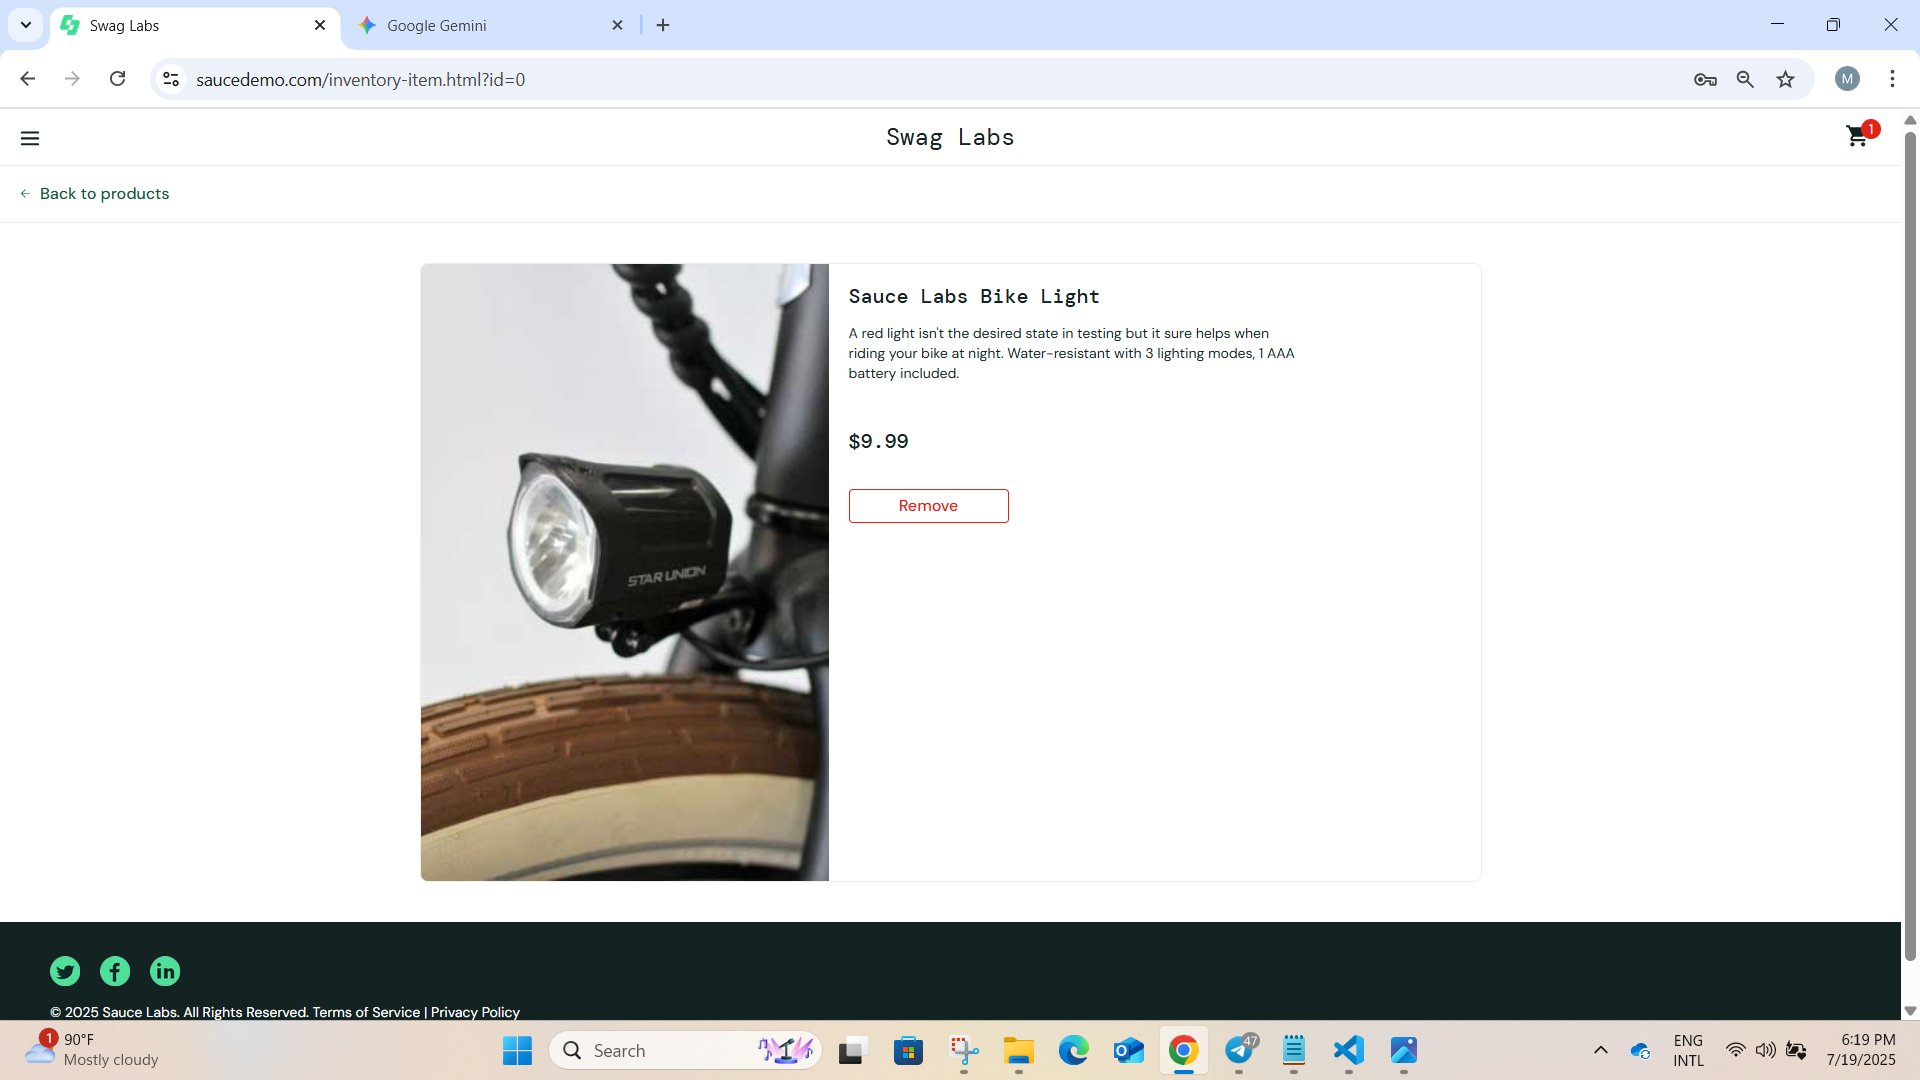 Swag Labs
Google Gemini
saucedemo.com/inventory-item.html?id=0
M
Swag Labs
1
Back to products
Sauce Labs Bike Light
A red light isn't the desired state in testing but it sure helps when
riding your bike at night. Water-resistant with 3 lighting modes, 1 AAA
battery included.
$9.99
Remove
STAR UNION
© 2025 Sauce Labs. All Rights Reserved. Terms of Service | Privacy Policy
1
90°F
Mostly cloudy
Search
47
ENG
INTL
6:19 PM
7/19/2025